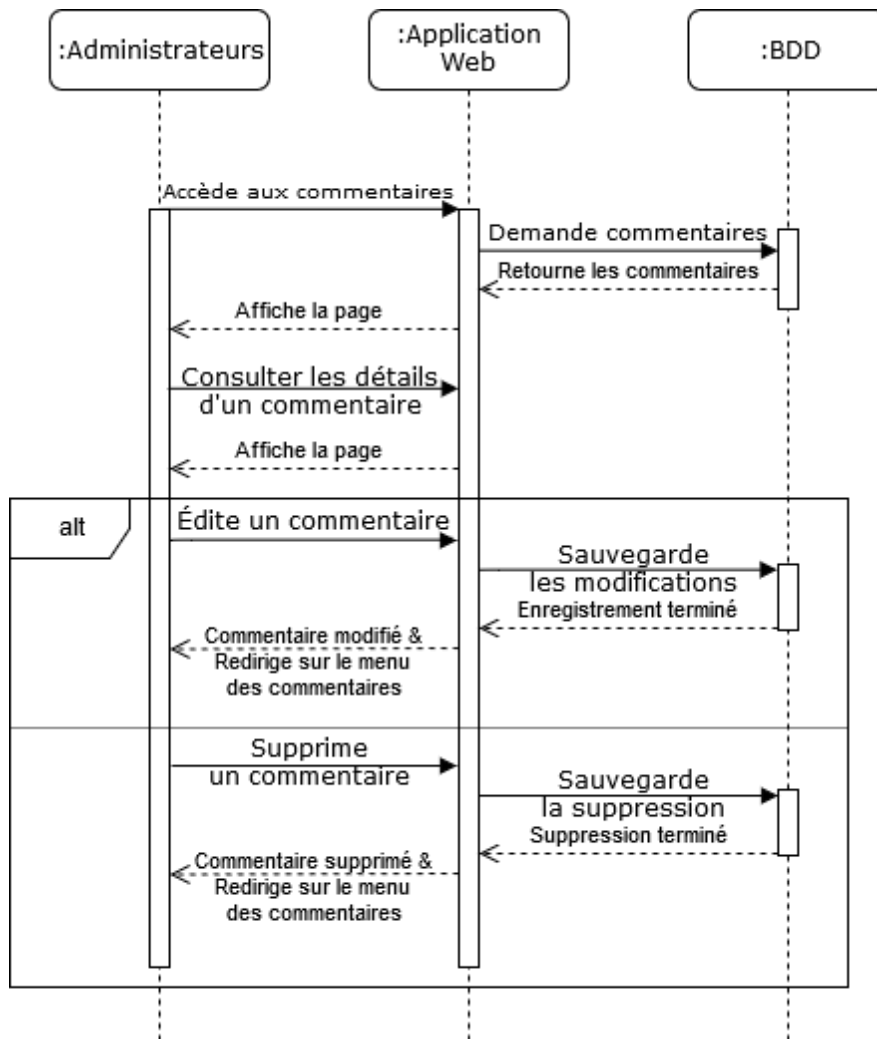 :Administrateurs
:Application
Web
:BDD
Accède aux commentaires
Demande commentaires
Retourne les commentaires
Affiche la page
Consulter les détails
d'un commentaire
Affiche la page
alt
Édite un commentaire
Sauvegarde
les modifications
Enregistrement terminé
Commentaire modifié &
Redirige sur le menu
des commentaires
Supprime
un commentaire
Sauvegarde
la suppression
Suppression terminé
Commentaire supprimé &
Redirige sur le menu
des commentaires